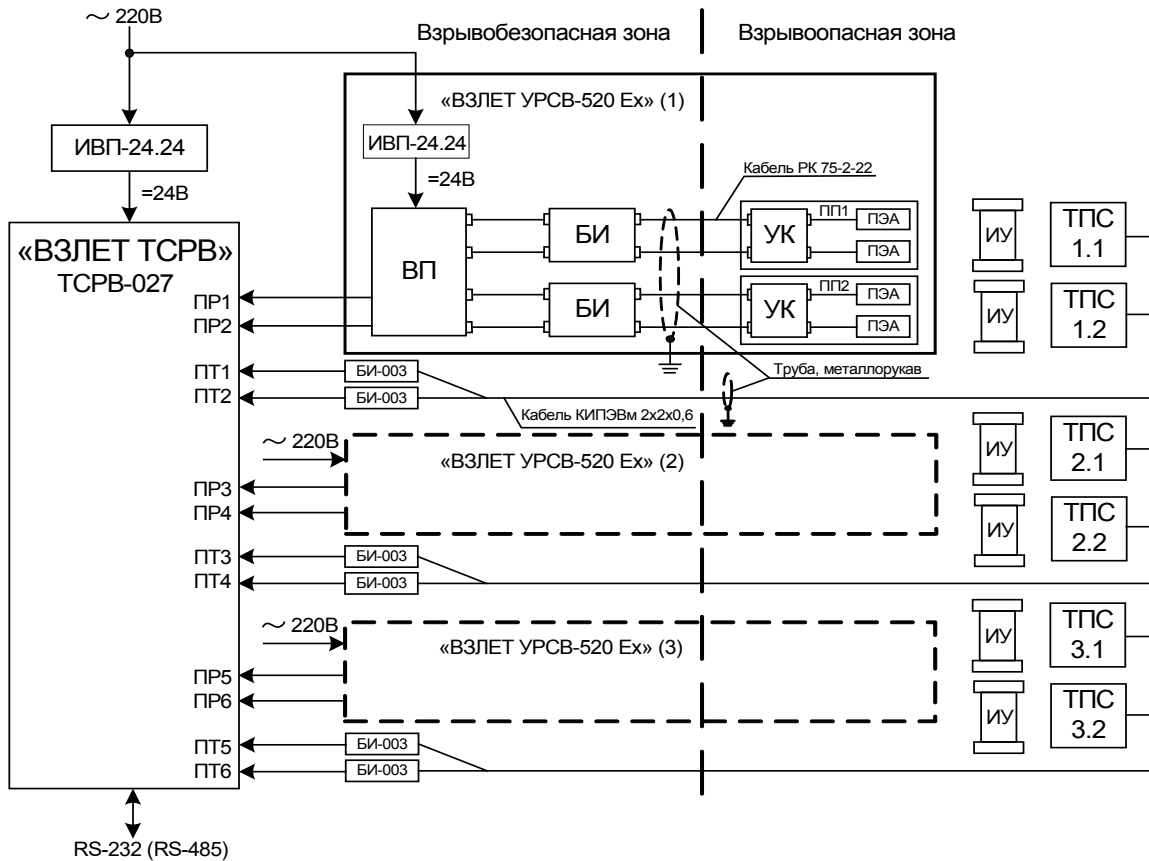 ~ 220В
Взрывобезопасная зона
Взрывоопасная зона
«ВЗЛЕТ УРСВ-520 Ех» (1)
ИВП-24.24
ИВП-24.24
=24В
=24В
Кабель РК 75-2-22
«ВЗЛЕТ ТСРВ»
ТСРВ-027
ВП
БИ
БИ
УК
ПП1
ПЭА
ПЭА
УК
ПП2
ПЭА
ПЭА
ИУ
ТПС
1.1
ИУ
ТПС
1.2
ПР1
ПР2
ПТ1
БИ-003
Труба, металлорукав
ПТ2
БИ-003
Кабель КИПЭВм 2х2х0,6
~ 220В
«ВЗЛЕТ УРСВ-520 Ех» (2)
ИУ
ТПС
2.1
ПР3
ПР4
ИУ
ТПС
2.2
ПТ3
БИ-003
ПТ4
БИ-003
~ 220В
«ВЗЛЕТ УРСВ-520 Ех» (3)
ИУ
ТПС
3.1
ПР5
ПР6
ИУ
ТПС
3.2
ПТ5
БИ-003
ПТ6
БИ-003
RS-232 (RS-485)